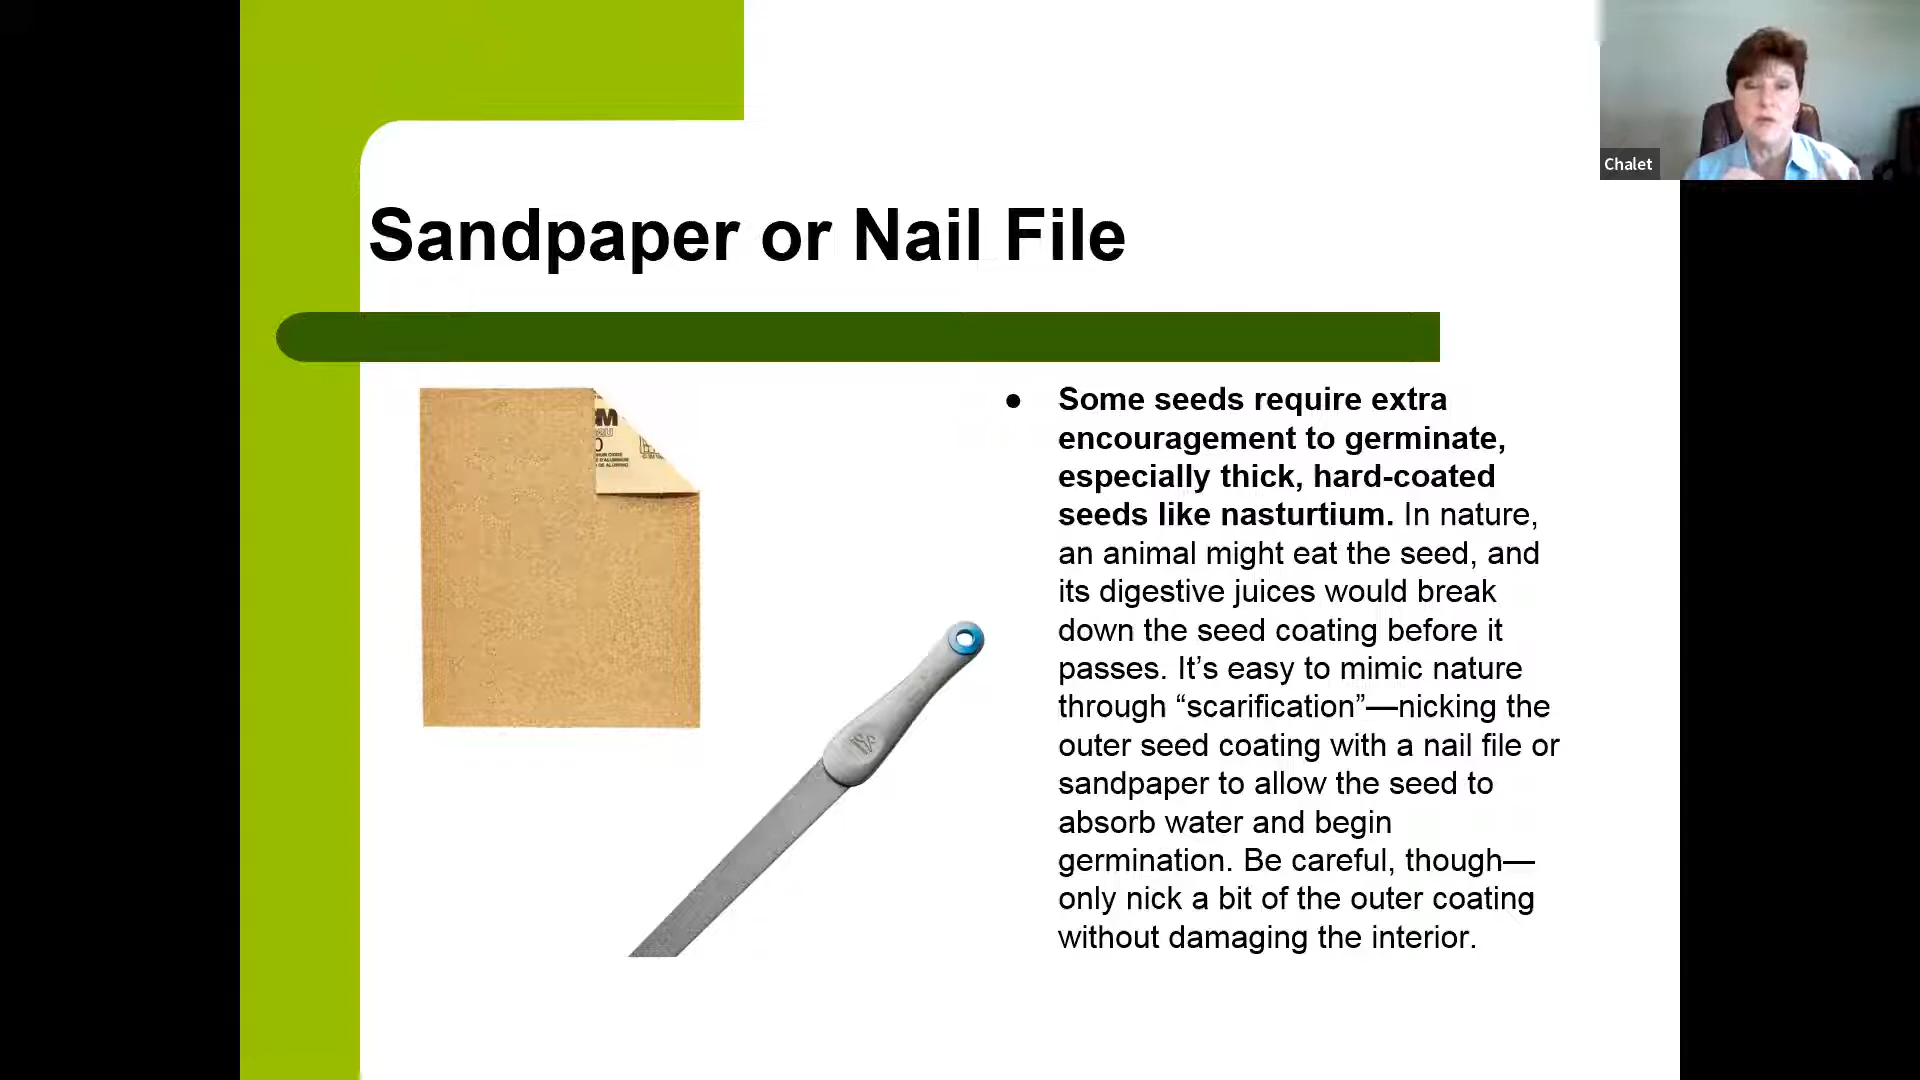 Chalet
Sandpaper or Nail File
● Some seeds require extra
encouragement to germinate,
especially thick, hard-coated
seeds like nasturtium. In nature,
an animal might eat the seed, and
its digestive juices would break
down the seed coating before it
passes. It’s easy to mimic nature
through “scarification”—nicking the
outer seed coating with a nail file or
sandpaper to allow the seed to
absorb water and begin
germination. Be careful, though—
only nick a bit of the outer coating
without damaging the interior.